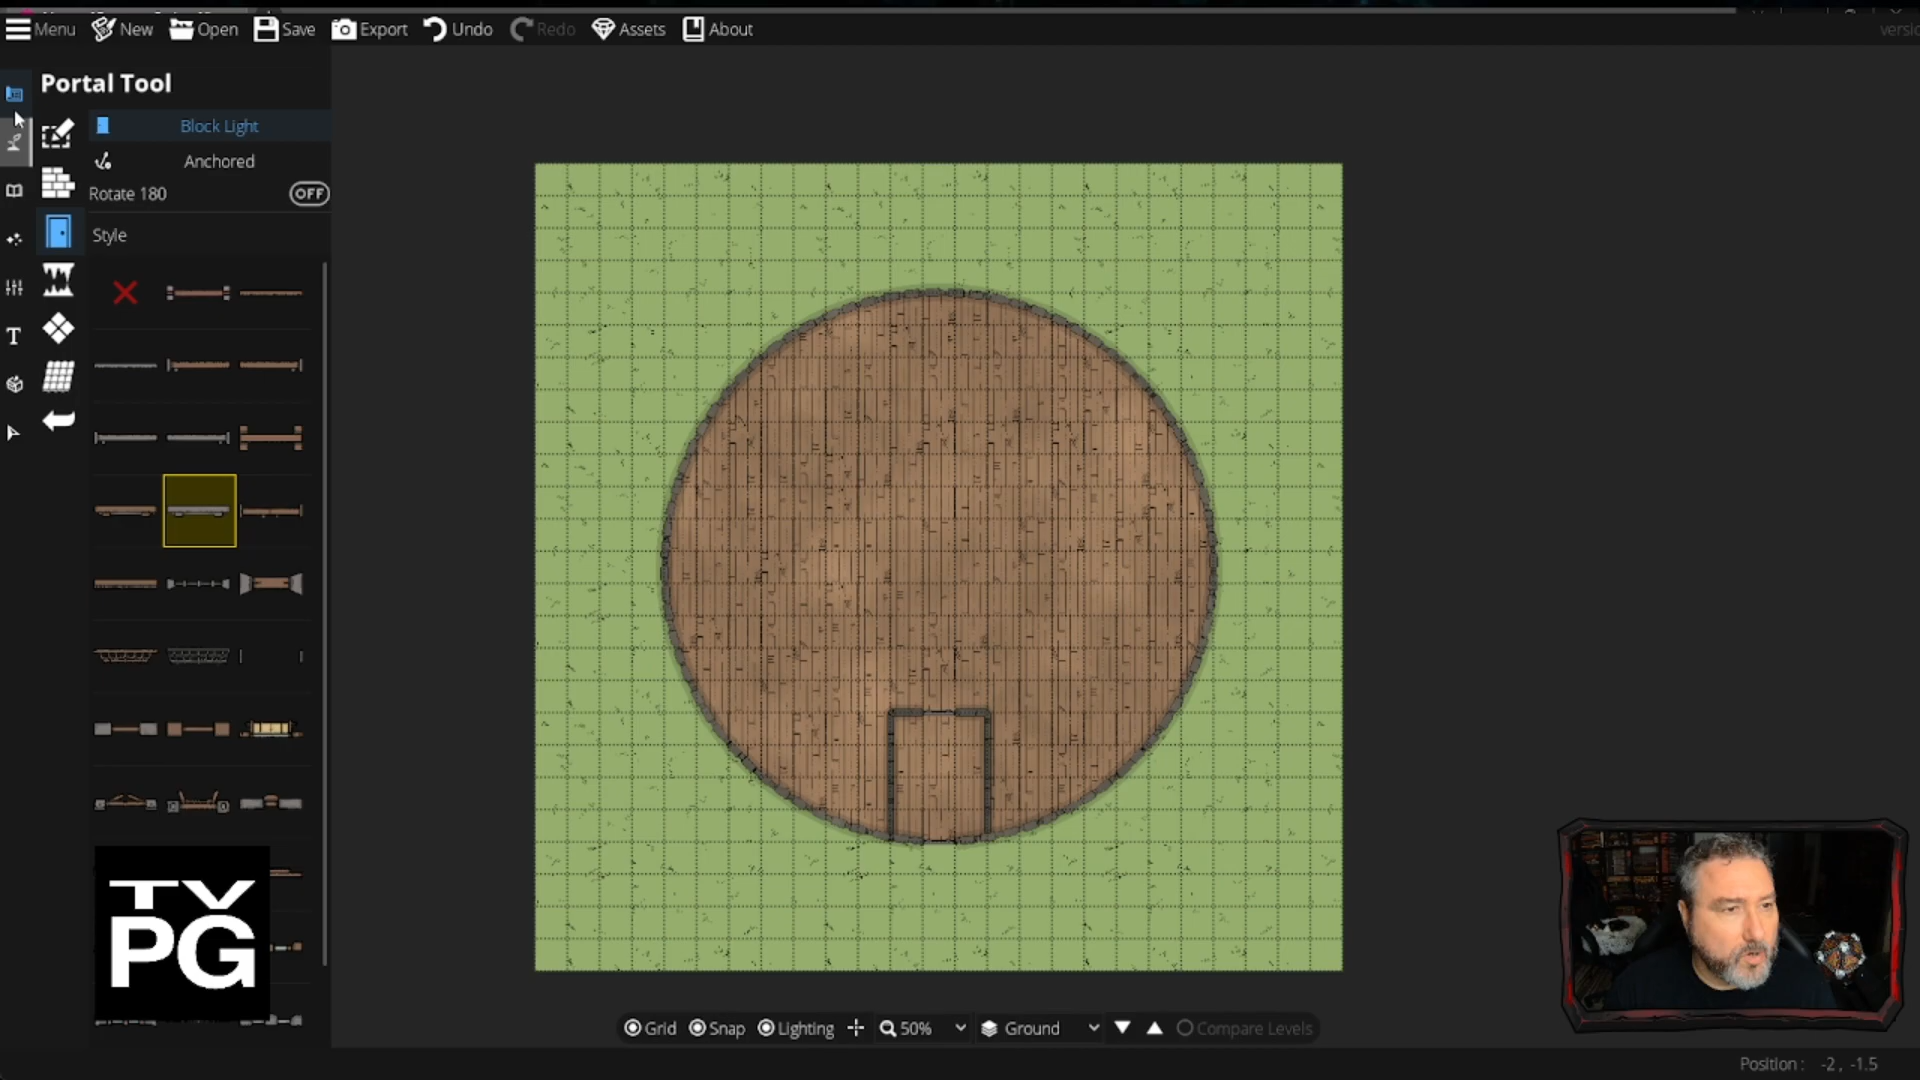 Menu New Open Save Export Undo Redo Assets About
Portal Tool
Block Light
Anchored
Rotate 180 OFF
Style
T
TV
PG
Grid Snap Lighting 50% Ground Compare Levels
Position : -2 , -1.5